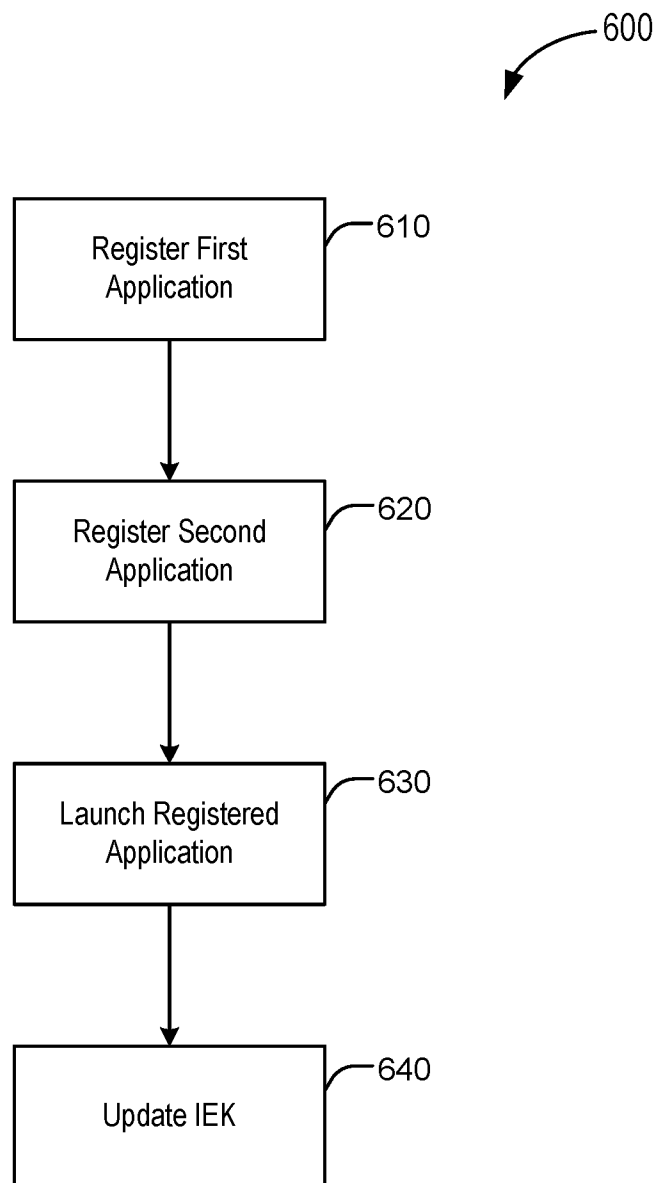 600
Register First
Application
610
Register Second
Application
620
Launch Registered
Application
630
Update IEK
640